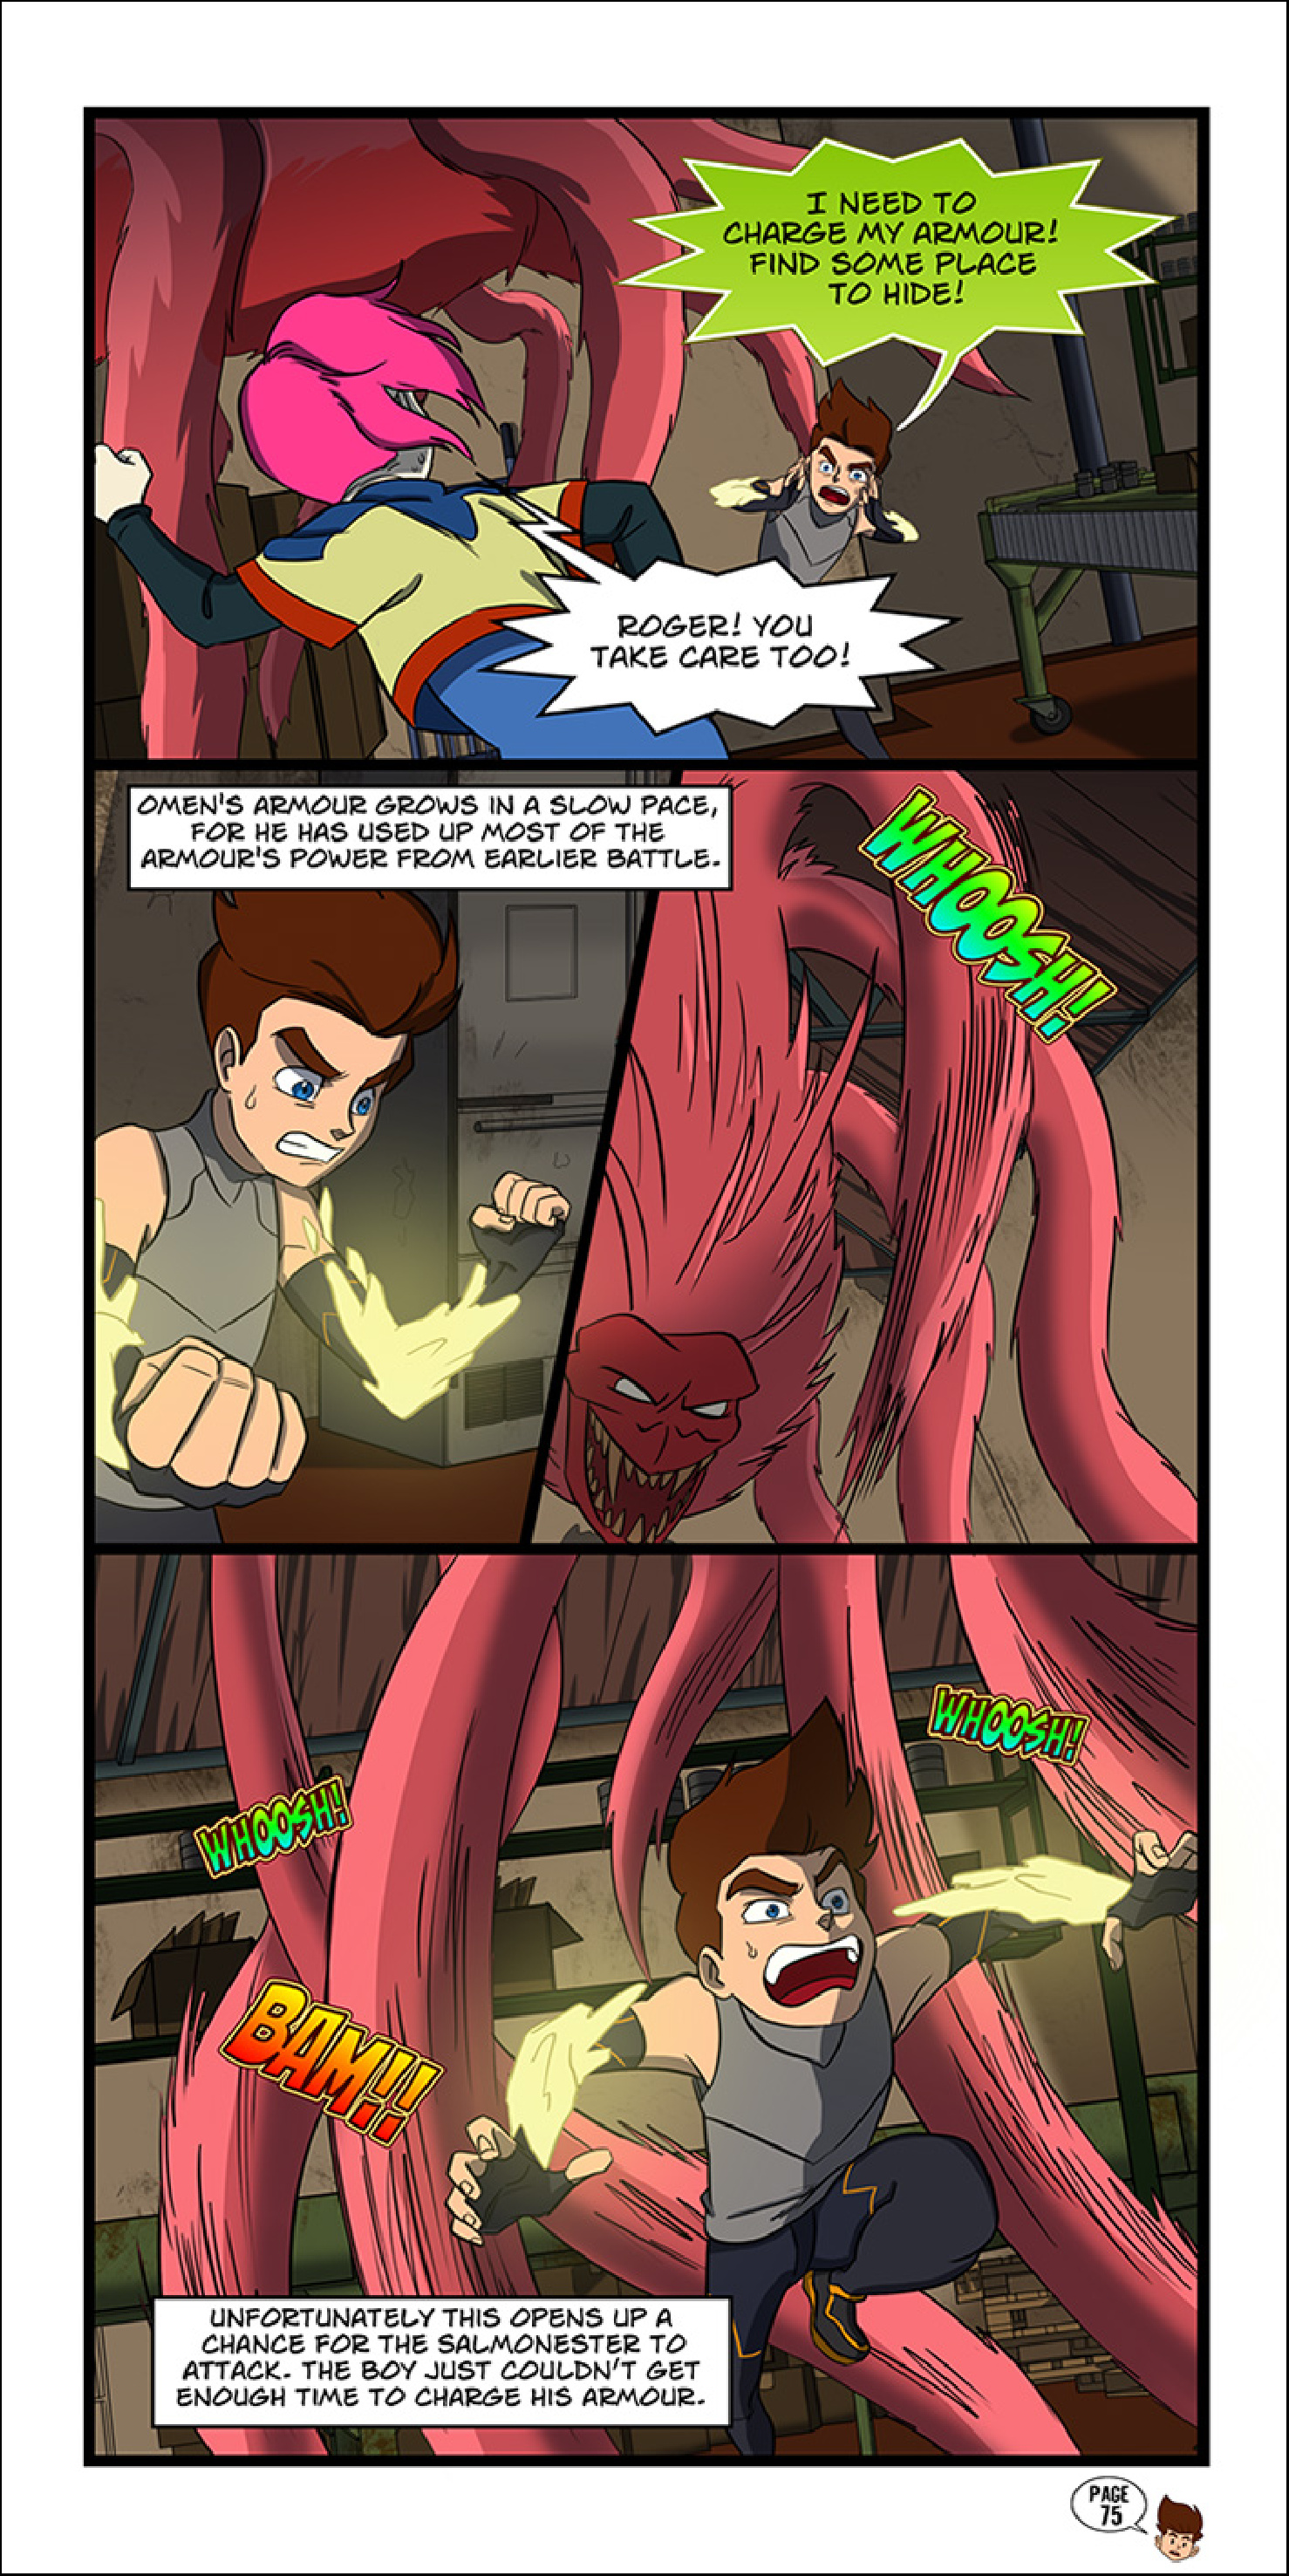 I NEED TO
CHARGE MY ARMOUR!
FIND SOME PLACE
TO HIDE!
ROGER! YOU
TAKE CARE TOO!
OMEN'S ARMOUR GROWS IN A SLOW PACE,
FOR HE HAS USED UP MOST OF THE
ARMOUR'S POWER FROM EARLIER BATTLE.
WHOOSH!
WHOOSH!
WHOOSH!
BAM!!
UNFORTUNATELY THIS OPENS UP A
CHANCE FOR THE SALMONESTER TO
ATTACK. THE BOY JUST COULDN'T GET
ENOUGH TIME TO CHARGE HIS ARMOUR.
PAGE
75